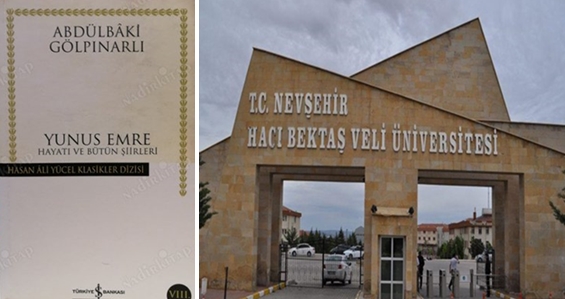 ABDÜLBÂKİ
GÖLPINARLI
YUNUS EMRE
HAYATI VE BÜTÜN ŞİİRLERİ
HASAN ÂLİ YÜCEL KLASİKLER DİZİSİ
TÜRKİYE BANKASI
VIII
T.C. NEVŞEHİR
HACI BEKTAŞ VELİ ÜNİVERSİTESİ